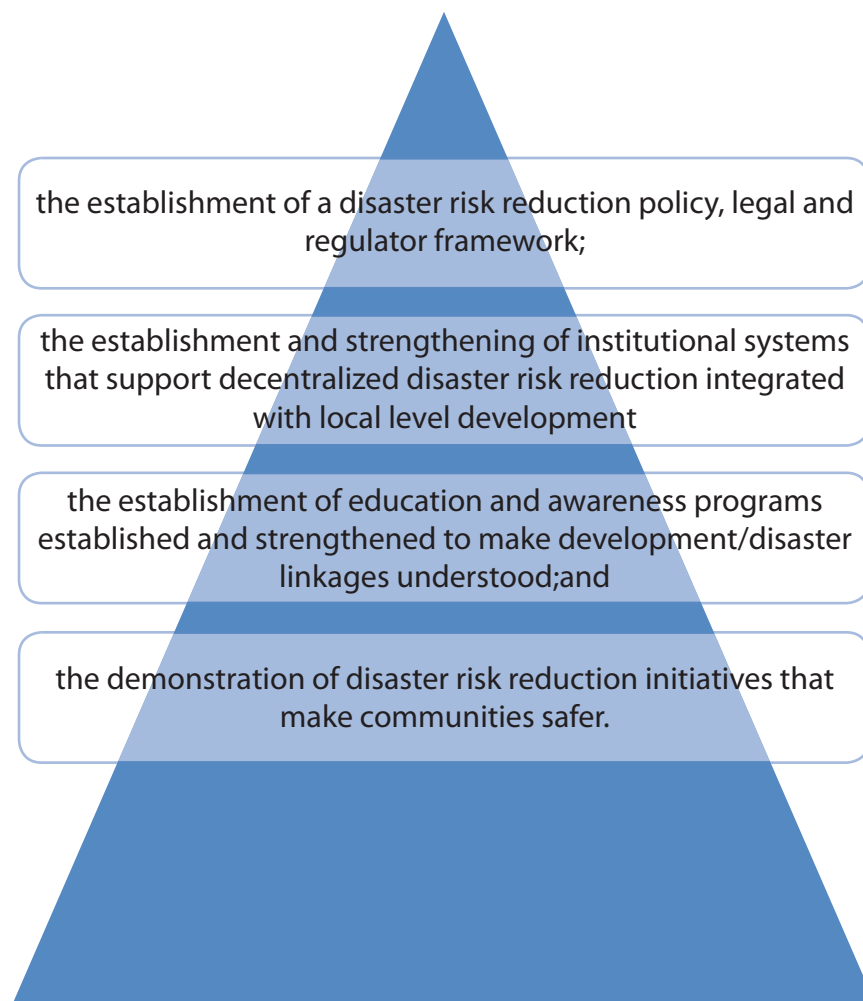 the establishment of a disaster risk reduction policy, legal and
regulator framework;
the establishment and strengthening of institutional systems
that support decentralized disaster risk reduction integrated
with local level development
the establishment of education and awareness programs
established and strengthened to make development/disaster
linkages understood;and
the demonstration of disaster risk reduction initiatives that
make communities safer.